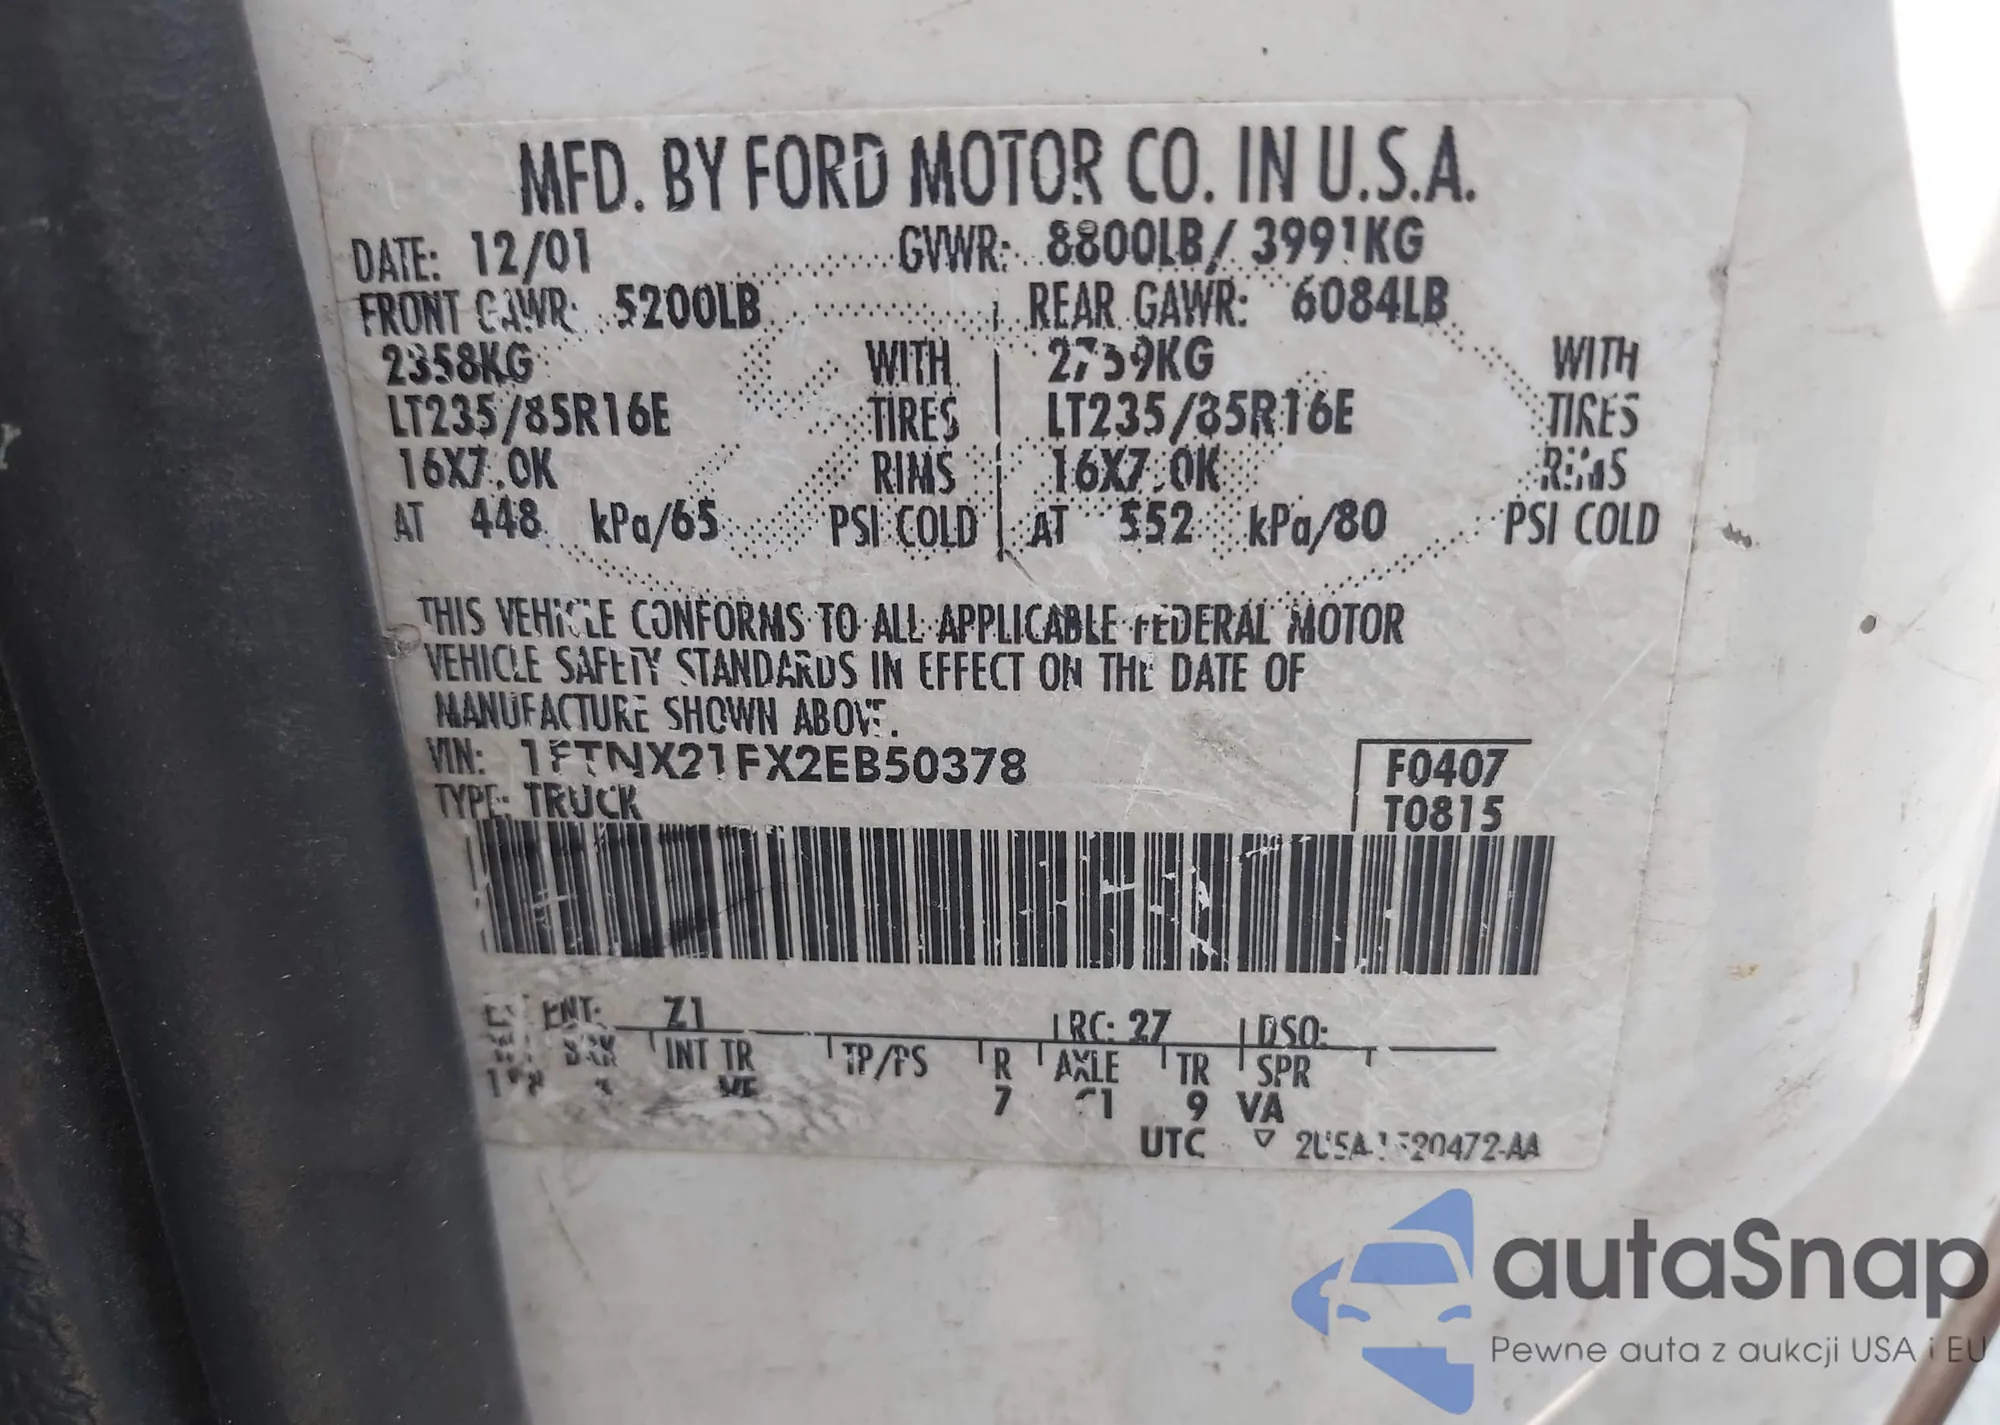 MFD. BY FORD MOTOR CO. IN U.S.A.
DATE: 12/01 GVWR: 8800LB/ 3991KG
FRONT GAWR: 5200LB REAR GAWR: 6084LB
2358KG WITH 2759KG WITH
LT235/85R16E TIRES LT235/85R16E TIRES
16X7.0K RIMS 16X7.0K RIMS
AT 448 kPa/65 PSI COLD AT 552 kPa/80 PSI COLD
THIS VEHICLE CONFORMS TO ALL APPLICABLE FEDERAL MOTOR
VEHICLE SAFETY STANDARDS IN EFFECT ON THE DATE OF
MANUFACTURE SHOWN ABOVE.
VIN: 1FTNX21FX2EB50378
TYPE: TRUCK
F0407
T0815
Z1 RC: 27 DSO:
INT TR TP/PS R AXLE TR SPR
7 9 VA
UTC
autaSnap
Pewne auta z aukcji USA i EU